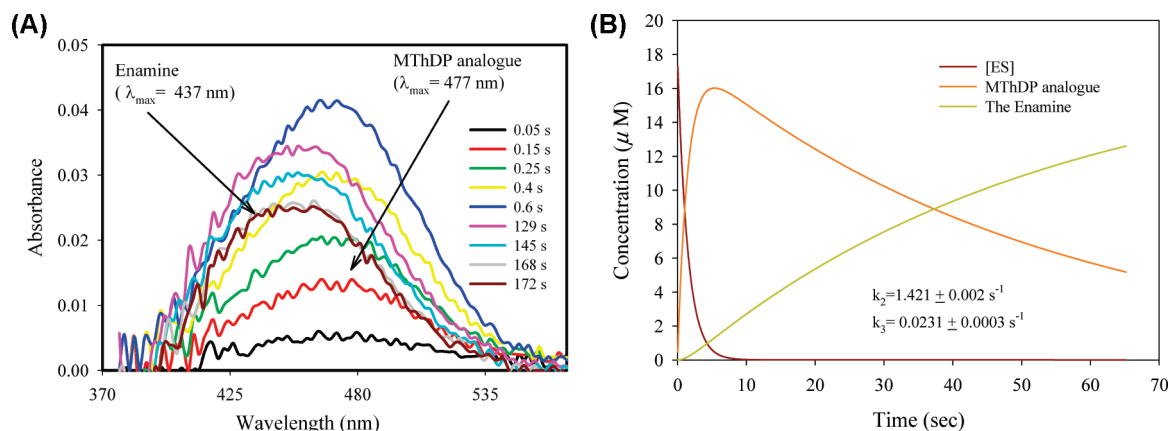 (A)
0.05
0.04
0.03
0.02
0.01
0.00
Absorbance
370
425
480
535
Wavelength (nm)
Enamine
( λmax= 437 nm)
MThDP analogue
(λmax= 477 nm)
0.05 s
0.15 s
0.25 s
0.4 s
0.6 s
129 s
145 s
168 s
172 s
(B)
20
18
16
14
12
10
8
6
4
2
0
Concentration (μ M)
0
10
20
30
40
50
60
70
Time (sec)
[ES]
MThDP analogue
The Enamine
k2=1.421 ± 0.002 s-1
k3= 0.0231 ± 0.0003 s-1